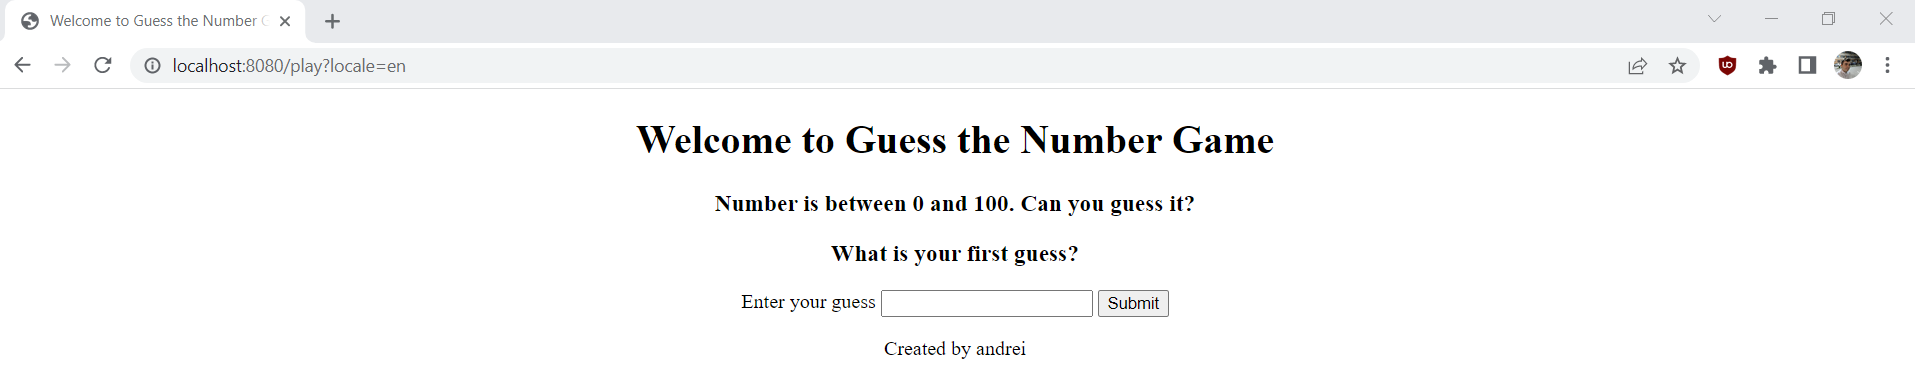 Welcome to Guess the Number G
localhost:8080/play?locale=en
Welcome to Guess the Number Game
Number is between 0 and 100. Can you guess it?
What is your first guess?
Enter your guess Submit
Created by andrei